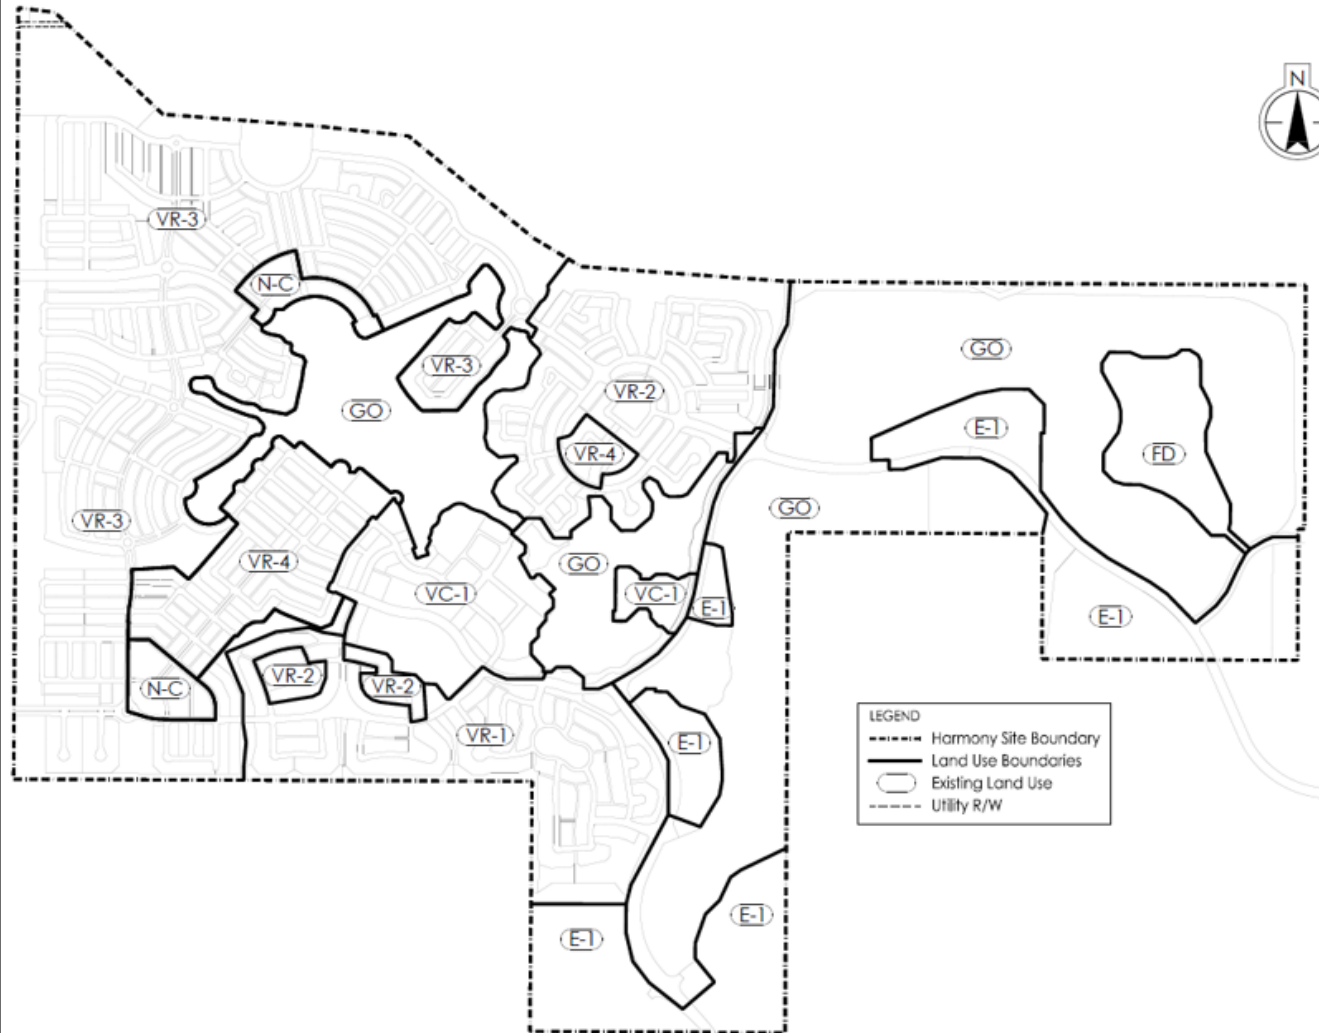 N
VR-3
N-C
GO
VR-3
VR-2
GO
E-1
VR-4
FD
GO
VR-3
VR-4
GO
VC-1
VC-1
E-1
E-1
VR-2
VR-2
N-C
VR-1
E-1
E-1
E-1
LEGEND
Harmony Site Boundary
Land Use Boundaries
Existing Land Use
Utility R/W